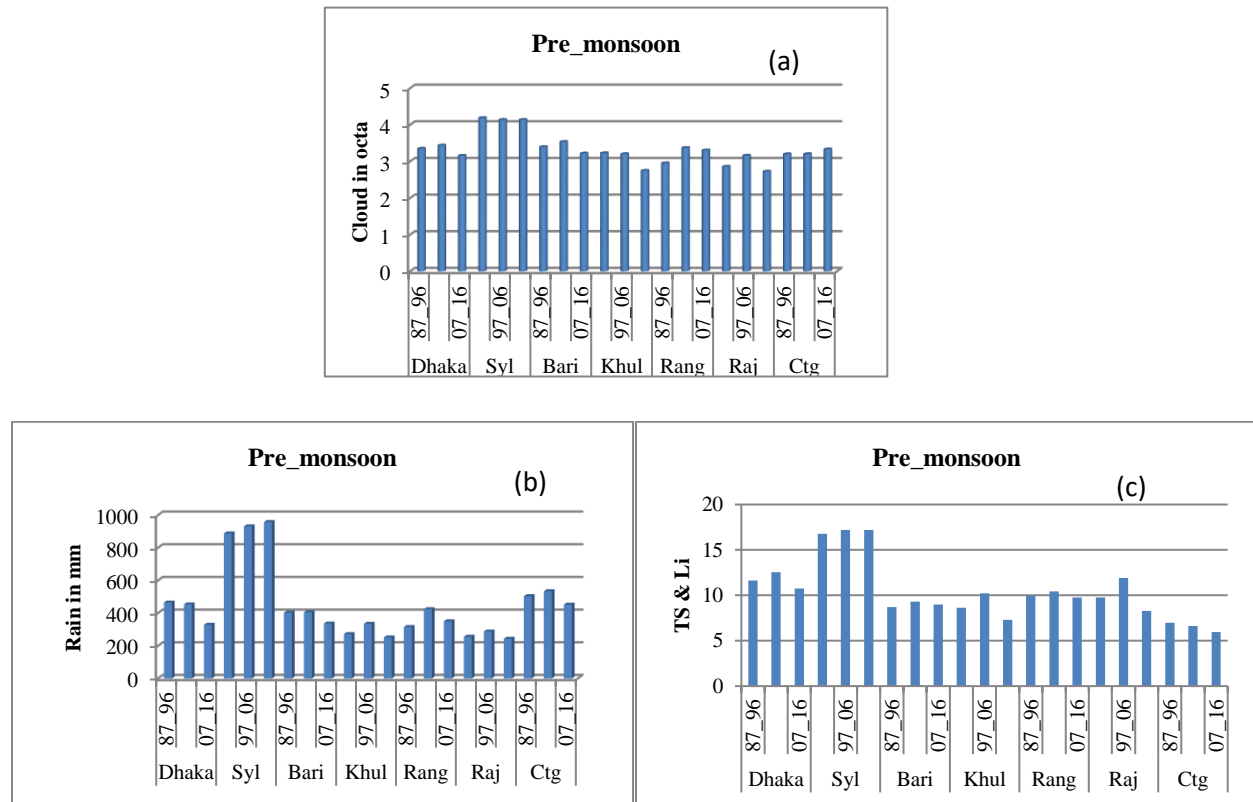 Pre_monsoon
(a)
Cloud in octa
5
4
3
2
1
0
87_96 07_16 97_06 87_96 07_16 97_06 87_96 07_16 97_06 87_96 07_16
Dhaka Syl Bari Khul Rang Raj Ctg
Pre_monsoon
(b)
Rain in mm
1000
800
600
400
200
0
87_96 07_16 97_06 87_96 07_16 97_06 87_96 07_16 97_06 87_96 07_16
Dhaka Syl Bari Khul Rang Raj Ctg
Pre_monsoon
(c)
TS & Li
20
15
10
5
0
87_96 07_16 97_06 87_96 07_16 97_06 87_96 07_16 97_06 87_96 07_16
Dhaka Syl Bari Khul Rang Raj Ctg